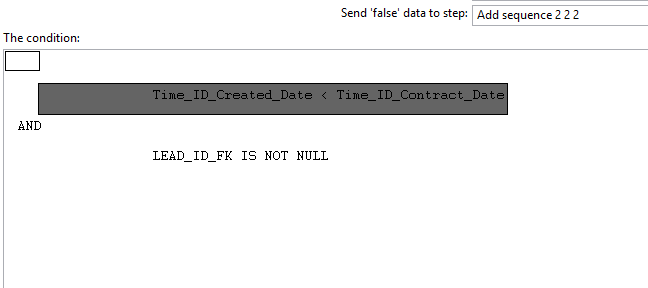 Send 'false' data to step: Add sequence 2 2 2
The condition:
Time_ID_Created_Date < Time_ID_Contract_Date
AND
LEAD_ID_FK IS NOT NULL